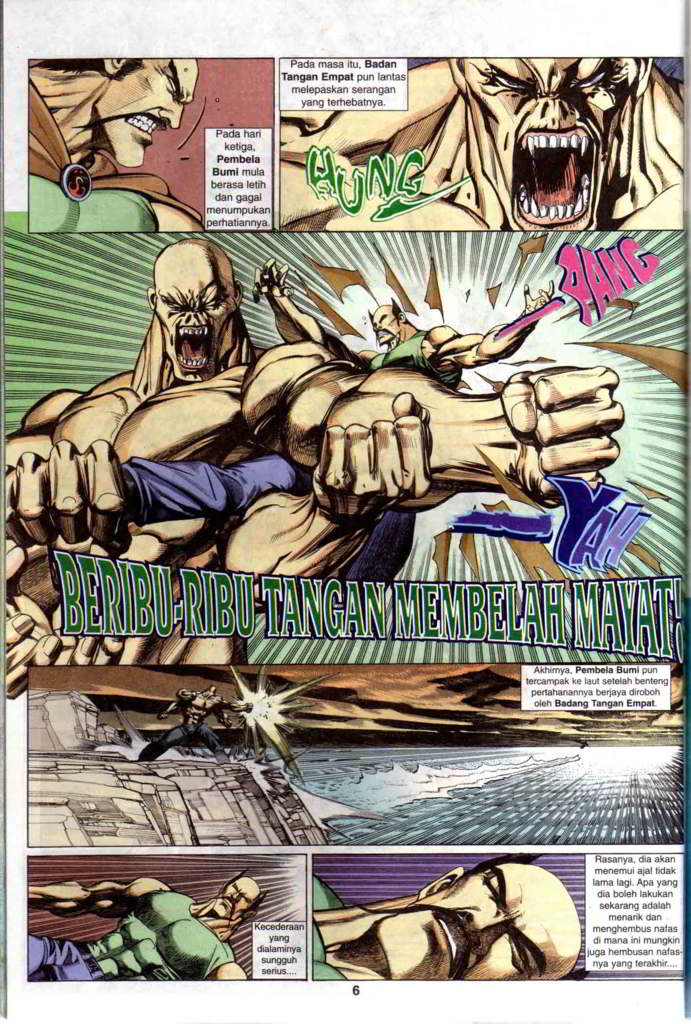 Pada hari
ketiga,
Pembela
Bumi mula
berasa letih
dan gagai
menumpukan
perhatiannya.
Pada masa itu, Badan
Tangan Empat pun lantas
melepaskan serangan
yang terhebatnya.
HUNG
PANG
YAH
BERIBU-RIBU TANGAN MEMBELAH MAYAT
Akhirnya, Pembela Bumi pun
tercampak ke laut setelah benteng
pertahanannya berjaya diroboh
oleh Badang Tangan Empat.
Kecederaan
yang
dialaminya
sungguh
serius....
Rasanya, dia akan
menemui ajal tidak
lama lagi. Apa yang
dia boleh lakukan
sekarang adalah
menarik dan
menghembus nafas
di mana ini mungkin
juga hembusan nafas-
nya yang terakhir....
6